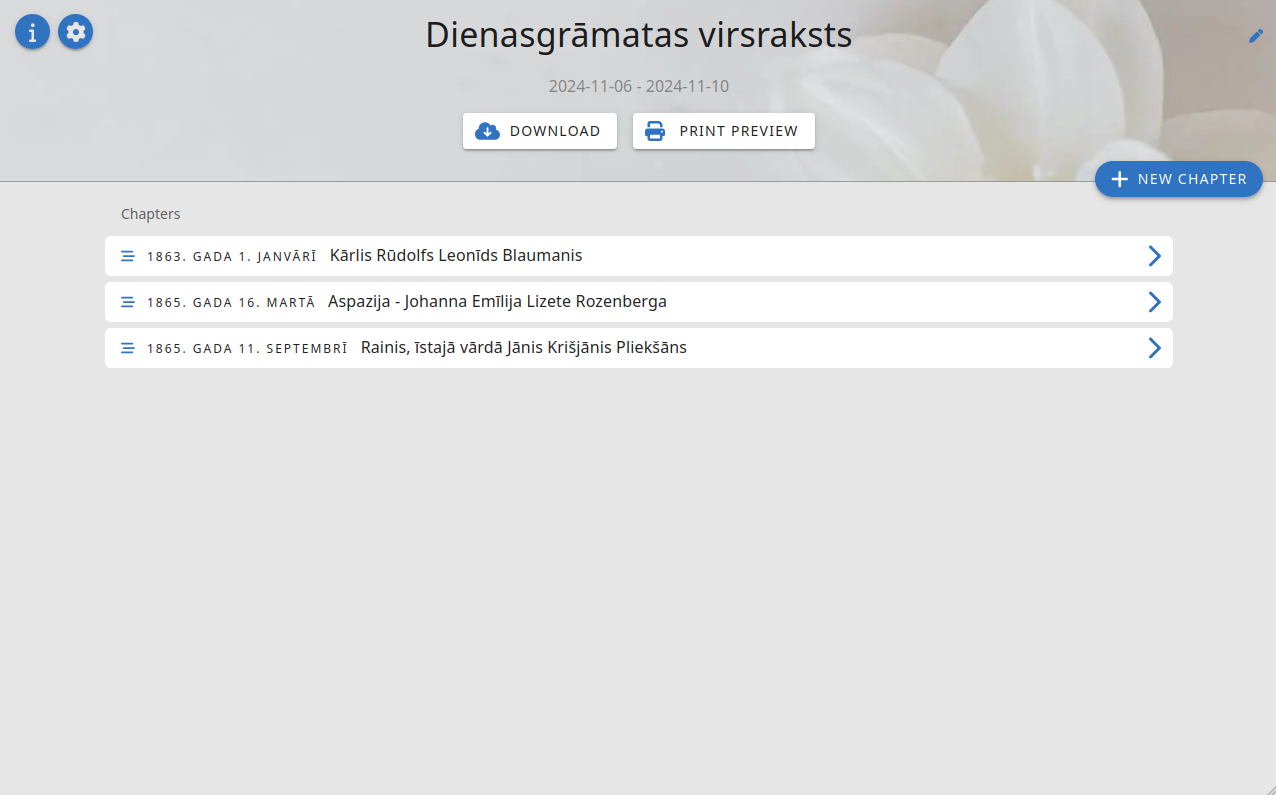 Dienasgrāmatas virsraksts
2024-11-06 - 2024-11-10
DOWNLOAD
PRINT PREVIEW
NEW CHAPTER
Chapters
1863. GADA 1. JANVĀRĪ Kārlis Rūdolfs Leonīds Blaumanis
1865. GADA 16. MARTĀ Aspazija - Johanna Emīlija Lizete Rozenberga
1865. GADA 11. SEPTEMBRĪ Rainis, īstajā vārdā Jānis Krišjānis Pliekšāns